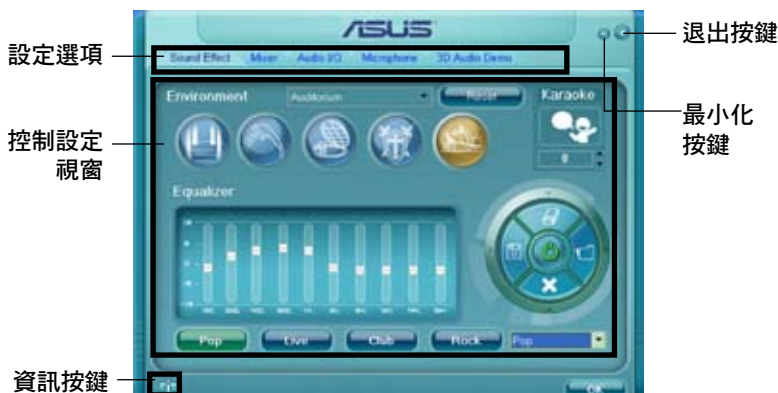 ASUS
設定選項
Sound Effect Mixer Audio I/O Microphone 3D Audio Demo
退出按鍵
最小化
按鍵
控制設定
視窗
Environment
Auditorium
Reset
Karaoke
0
Equalizer
Pop Live Club Rock Pop
資訊按鍵
OK